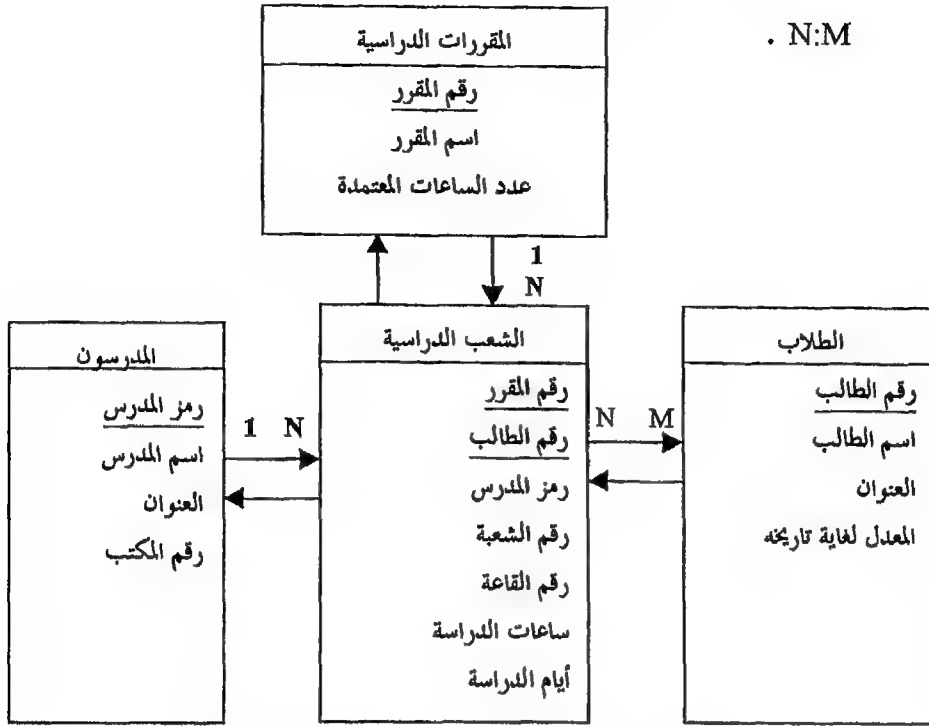 . N:M
المقررات الدراسية
رقم المقرر
اسم المقرر
عدد الساعات المعتمدة
1
N
الطلاب
رقم الطالب
اسم الطالب
العنوان
المعدل لغاية تاريخه
N M
الشعب الدراسية
رقم المقرر
رقم الطالب
رمز المدرس
رقم الشعبة
رقم القاعة
ساعات الدراسة
أيام الدراسة
1 N
المدرسون
رمز المدرس
اسم المدرس
العنوان
رقم المكتب